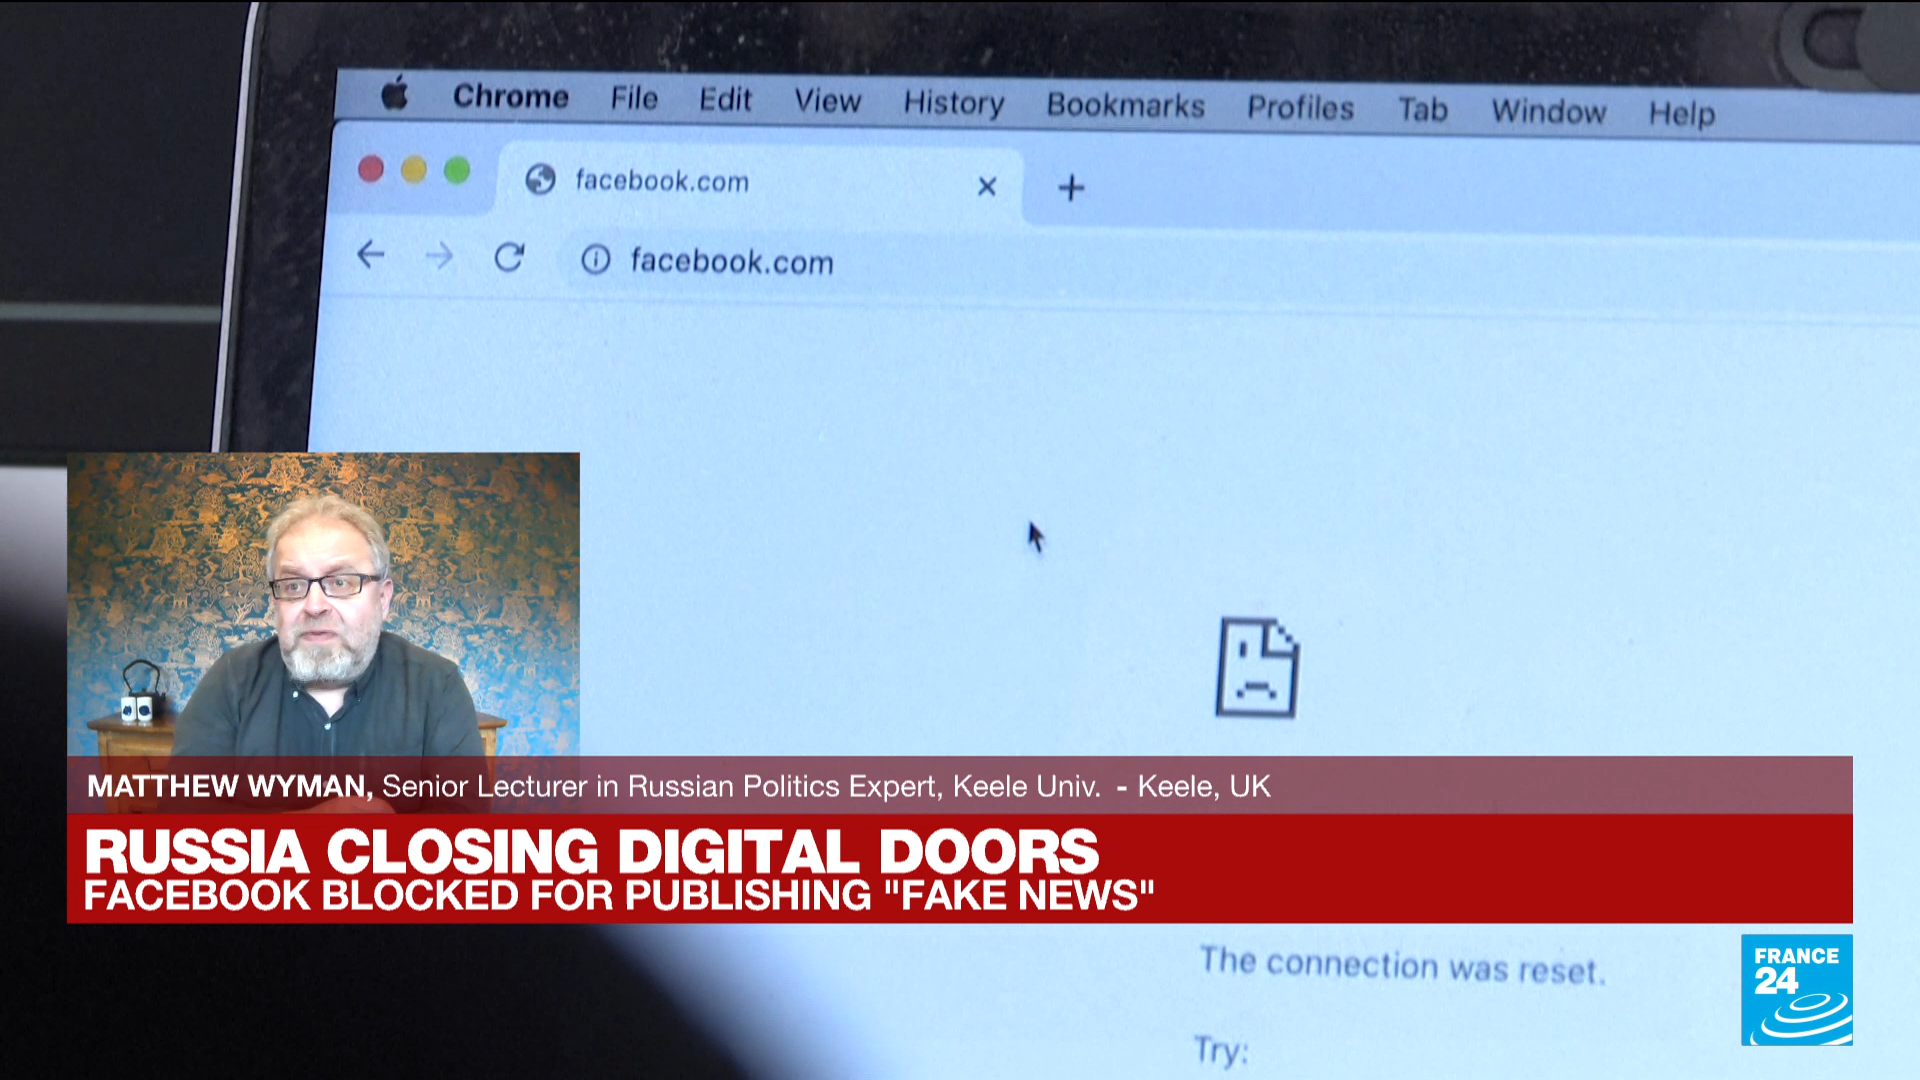 Chrome File Edit View History Bookmarks Profiles Tab Window Help
facebook.com
facebook.com
MATTHEW WYMAN, Senior Lecturer in Russian Politics Expert, Keele Univ. - Keele, UK
RUSSIA CLOSING DIGITAL DOORS
FACEBOOK BLOCKED FOR PUBLISHING "FAKE NEWS"
The connection was reset.
Try:
FRANCE
24